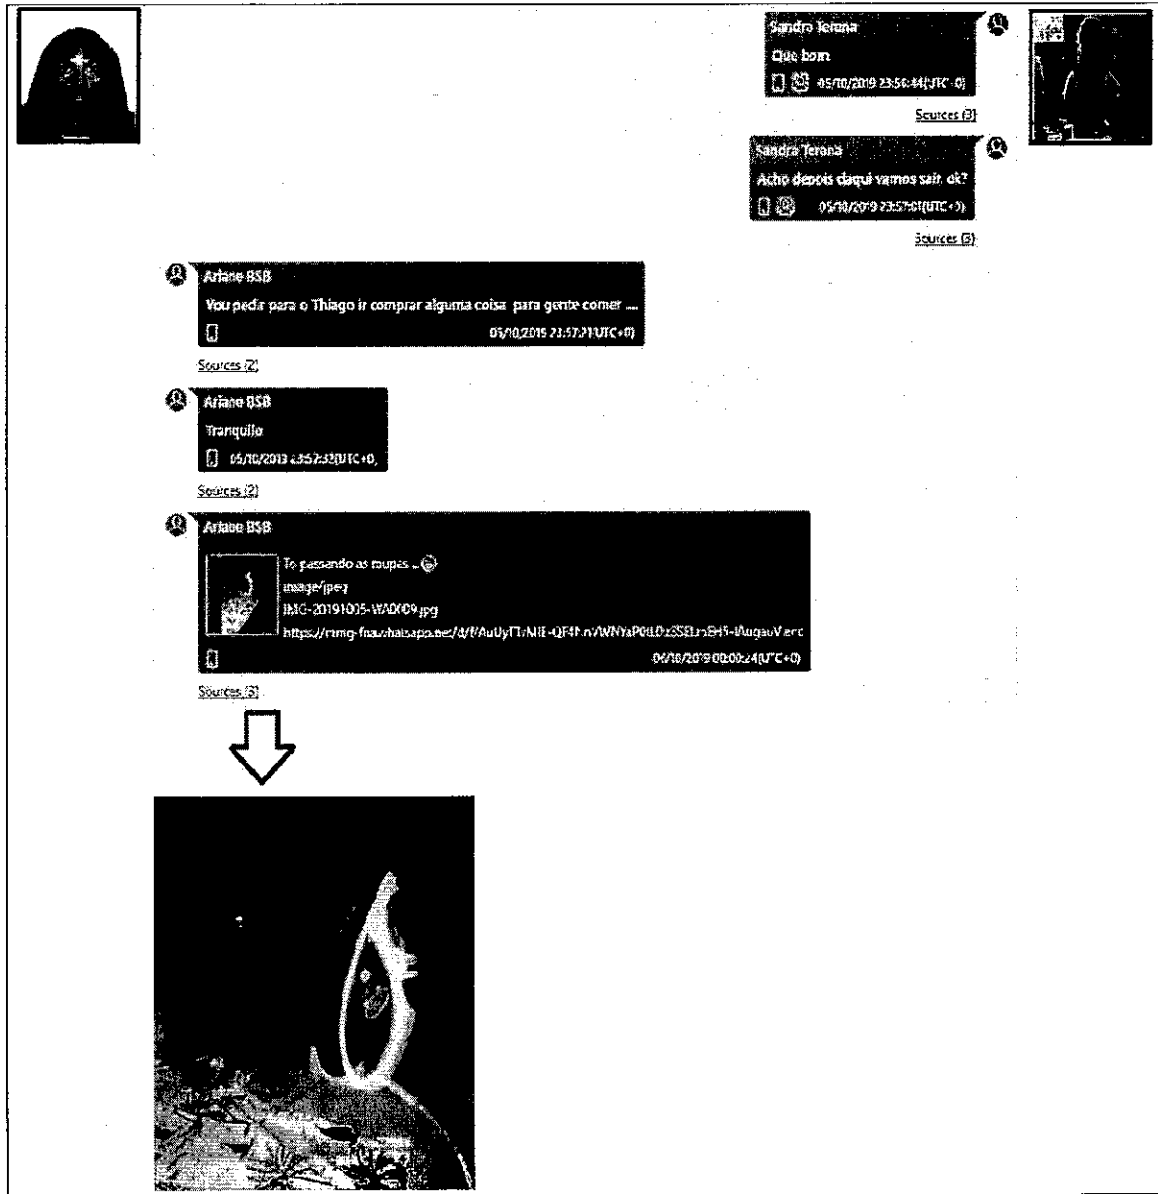 Sandra Terena
Que bom
05/10/2019 23:56:44(UTC+0)
Sources (3)
Sandra Terena
Acho depois daqui vamos sair, ok?
05/10/2019 23:57:01(UTC+0)
Sources (3)
Ariane BSB
Vou pedir para o Thiago ir comprar alguma coisa para gente comer ....
05/10/2019 23:57:21(UTC+0)
Sources (2)
Ariane BSB
Tranquilo
05/10/2019 23:57:32(UTC+0)
Sources (2)
Ariane BSB
To passando as roupas ..
image/jpeg
IMG-20191005-WA0009.jpg
06/10/2019 00:00:24(UTC+0)
Sources (3)